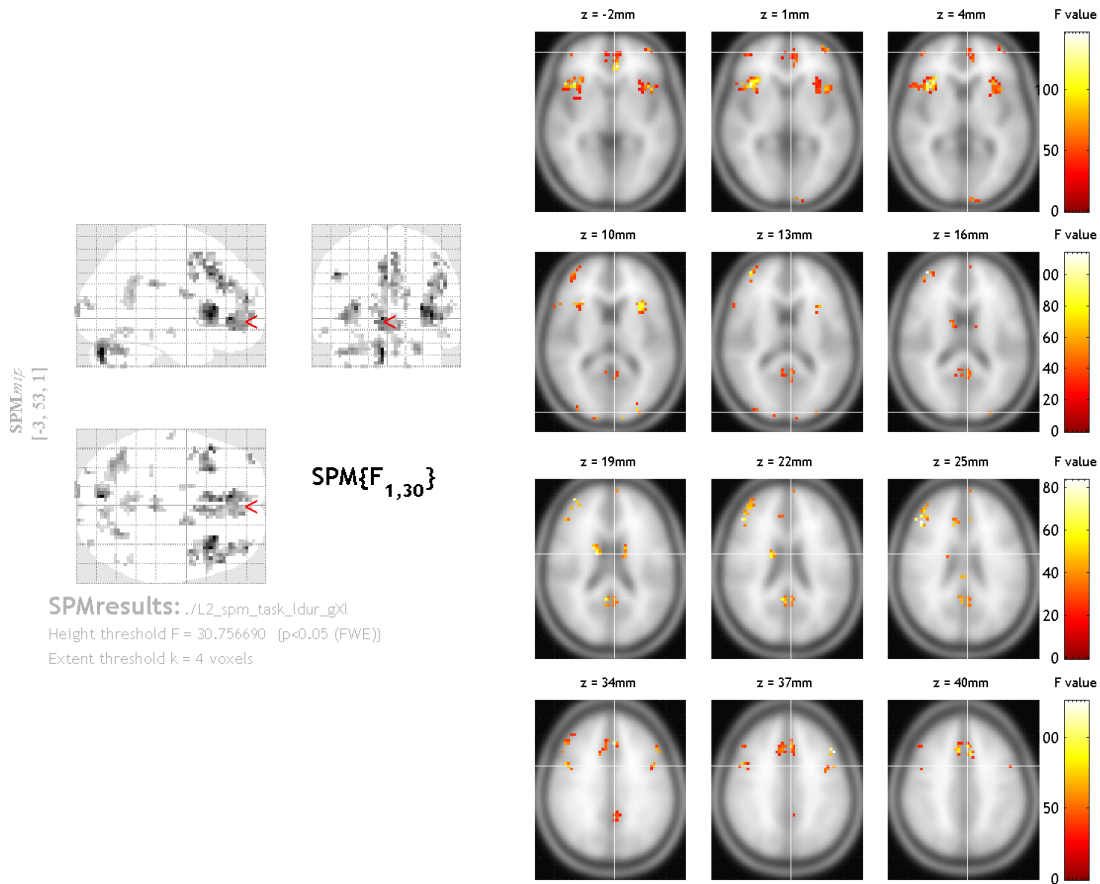 z = -2mm z = 1mm z = 4mm F value
100
50
0
z = 10mm z = 13mm z = 16mm F value
00
80
60
40
20
0
SPMmip
[-3, 53, 1]
SPM{F1,30}
z = 19mm z = 22mm z = 25mm F value
80
60
40
20
0
SPMresults: ./L2_spm_task_ldur_gXl
Height threshold F = 30.756690 {p<0.05 (FWE)}
Extent threshold k = 4 voxels
z = 34mm z = 37mm z = 40mm F value
00
50
0